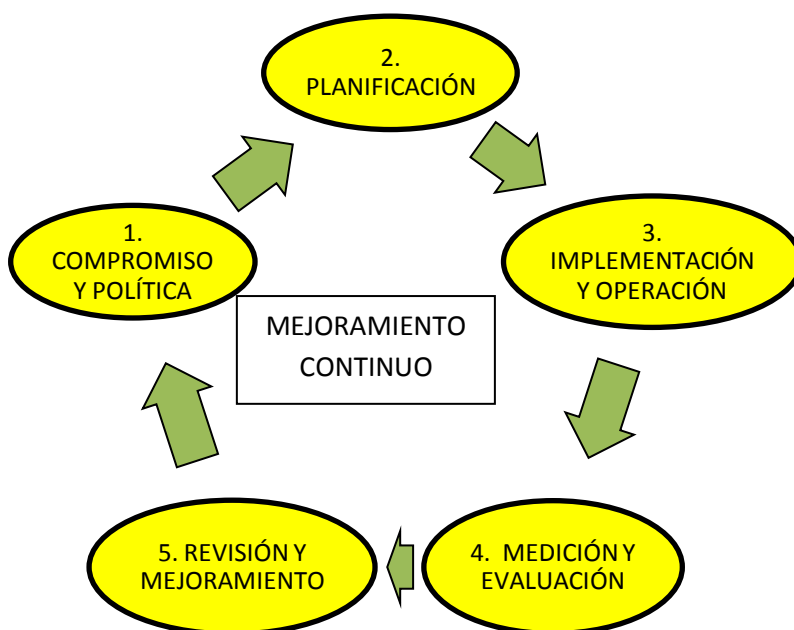 2.
PLANIFICACIÓN
1.
COMPROMISO
Y POLÍTICA
3.
IMPLEMENTACIÓN
Y OPERACIÓN
MEJORAMIENTO
CONTINUO
5. REVISIÓN Y
MEJORAMIENTO
4. MEDICIÓN Y
EVALUACIÓN